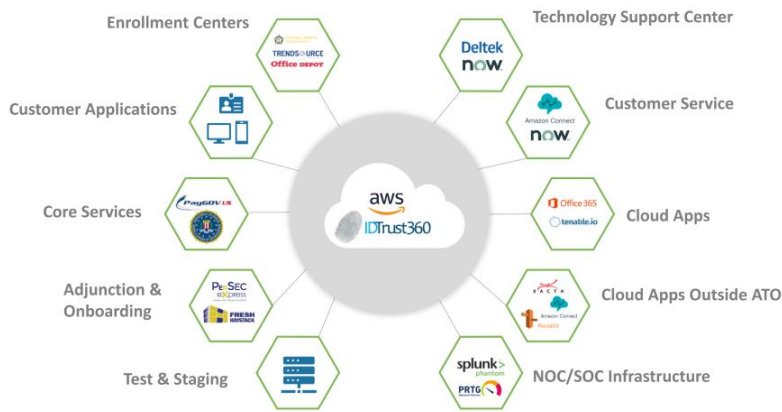 Enrollment Centers
TRENDSOURCE
Office DEPOT
Technology Support Center
Deltek
now
Customer Applications
Customer Service
Amazon Connect
now
aws
IDTrust360
Core Services
PayGOV.US
Cloud Apps
Office 365
tenable.io
Adjunction &
Onboarding
PerSec
express
FRESH
HAYSTACK
Cloud Apps Outside ATO
XACTA
Amazon Connect
Route53
Test & Staging
NOC/SOC Infrastructure
splunk>
phantom
PRTG